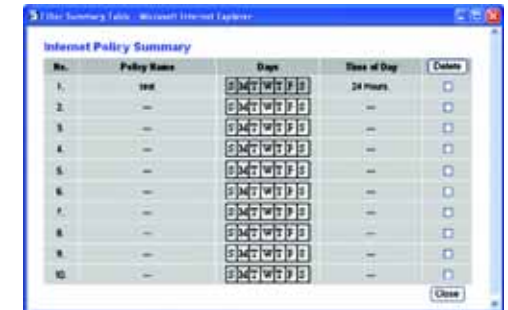 Filter Summary Table - Microsoft Internet Explorer
Internet Policy Summary
No. Policy Name Days Time of Day Delete
1. test S M T W T F S 24 Hours.
2. --- S M T W T F S ---
3. --- S M T W T F S ---
4. --- S M T W T F S ---
5. --- S M T W T F S ---
6. --- S M T W T F S ---
7. --- S M T W T F S ---
8. --- S M T W T F S ---
9. --- S M T W T F S ---
10. --- S M T W T F S ---
Close